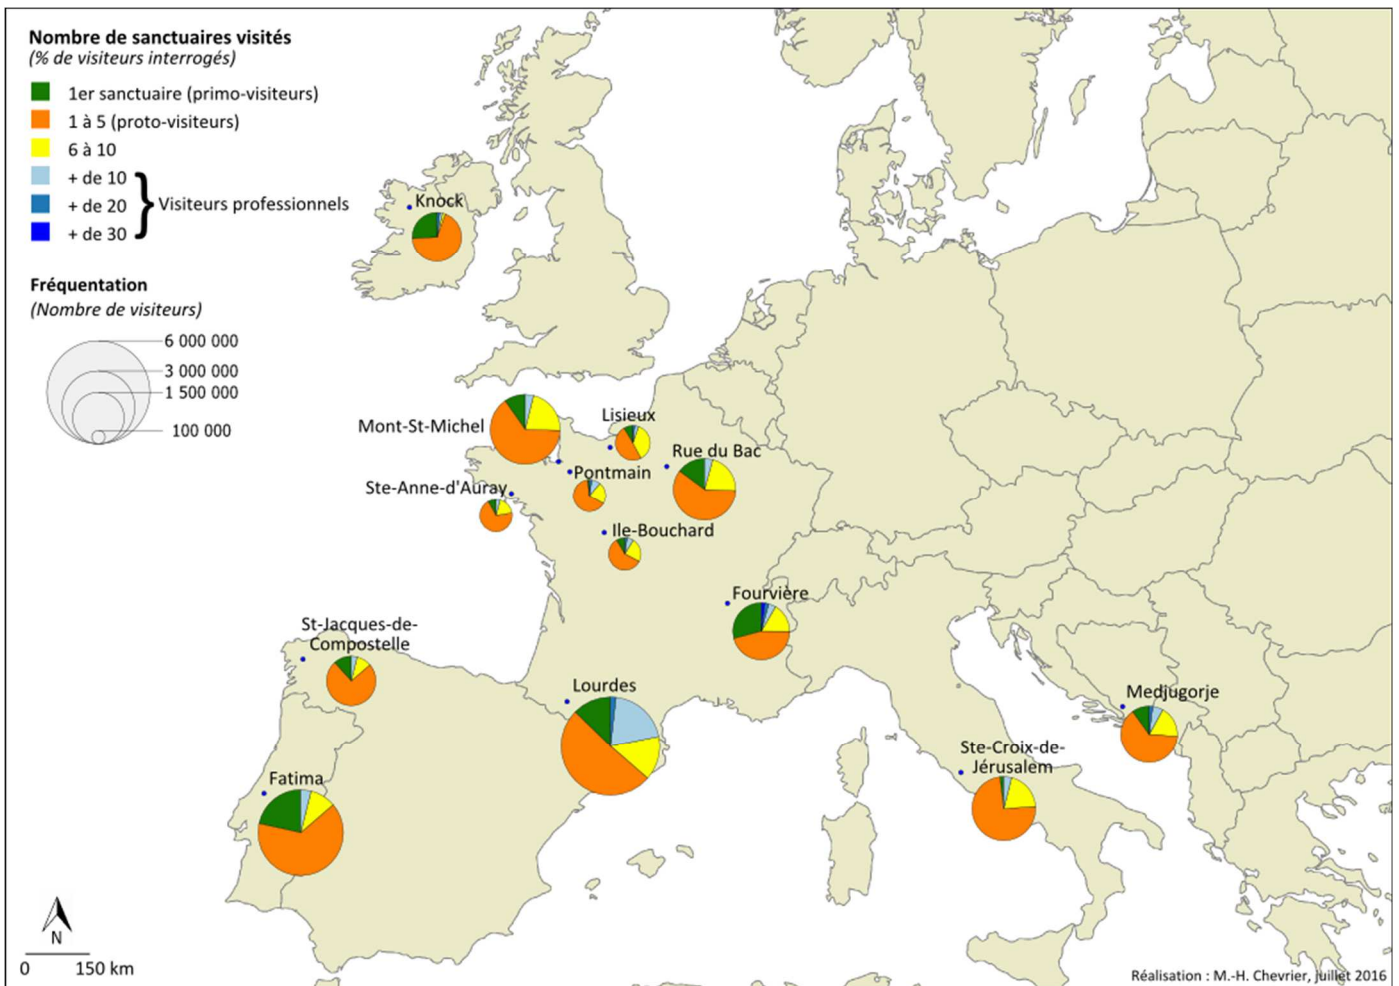 Nombre de sanctuaires visités
(% de visiteurs interrogés)
1er sanctuaire (primo-visiteurs)
1 à 5 (proto-visiteurs)
6 à 10
+ de 10
+ de 20
+ de 30
Visiteurs professionnels
Fréquentation
(Nombre de visiteurs)
6 000 000
3 000 000
1 500 000
100 000
Knock
Mont-St-Michel
Lisieux
Rue du Bac
Pontmain
Ste-Anne-d'Auray
Ile-Bouchard
Fourvière
St-Jacques-de-
Compostelle
Lourdes
Medjugorje
Ste-Croix-de-
Jérusalem
Fatima
N
0 150 km
Réalisation : M.-H. Chevrier, juillet 2016